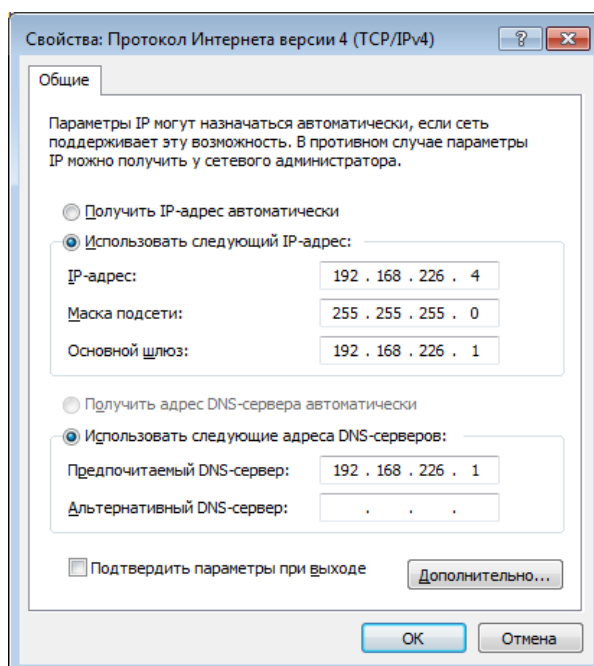 Свойства: Протокол Интернета версии 4 (TCP/IPv4)
Общие
Параметры IP могут назначаться автоматически, если сеть
поддерживает эту возможность. В противном случае параметры
IP можно получить у сетевого администратора.
Получить IP-адрес автоматически
Использовать следующий IP-адрес:
IP-адрес: 192 . 168 . 226 . 4
Маска подсети: 255 . 255 . 255 . 0
Основной шлюз: 192 . 168 . 226 . 1
Получить адрес DNS-сервера автоматически
Использовать следующие адреса DNS-серверов:
Предпочитаемый DNS-сервер: 192 . 168 . 226 . 1
Альтернативный DNS-сервер: . . .
Подтвердить параметры при выходе
Дополнительно...
ОК Отмена